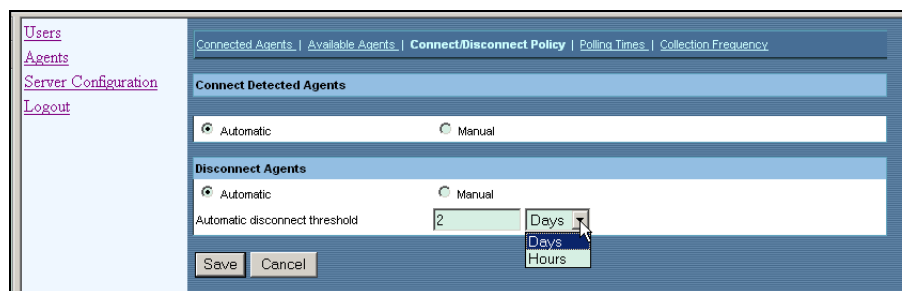 Users
Agents
Server Configuration
Logout
Connected Agents | Available Agents | Connect/Disconnect Policy | Polling Times | Collection Frequency
Connect Detected Agents
Automatic Manual
Disconnect Agents
Automatic Manual
Automatic disconnect threshold 2 Days
Days
Hours
Save Cancel